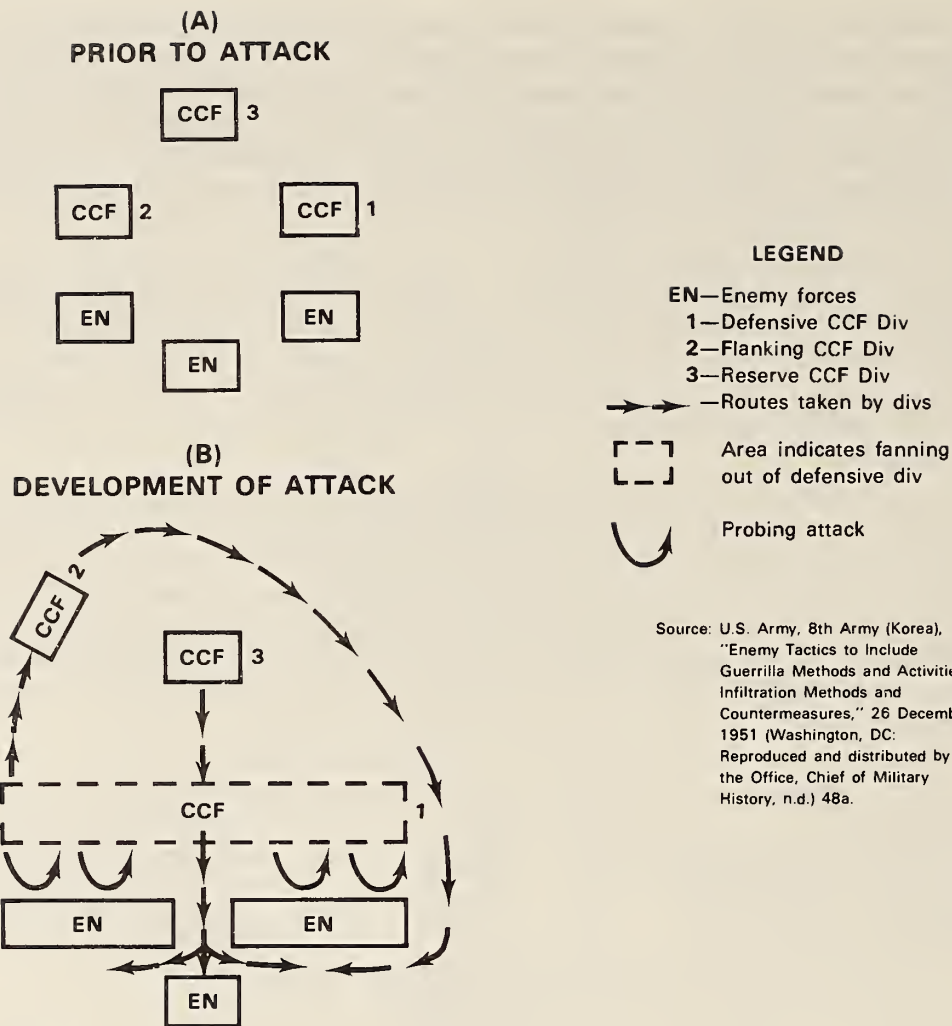 (A)
PRIOR TO ATTACK
CCF 3
CCF 2
CCF 1
EN
EN
EN
(B)
DEVELOPMENT OF ATTACK
CCF 2
CCF 3
CCF 1
EN
EN
EN
LEGEND
EN—Enemy forces
1—Defensive CCF Div
2—Flanking CCF Div
3—Reserve CCF Div
—Routes taken by divs
Area indicates fanning
out of defensive div
Probing attack
Source: U.S. Army, 8th Army (Korea),
"Enemy Tactics to Include
Guerrilla Methods and Activitie
Infiltration Methods and
Countermeasures," 26 Decemb
1951 (Washington, DC:
Reproduced and distributed by
the Office, Chief of Military
History, n.d.) 48a.